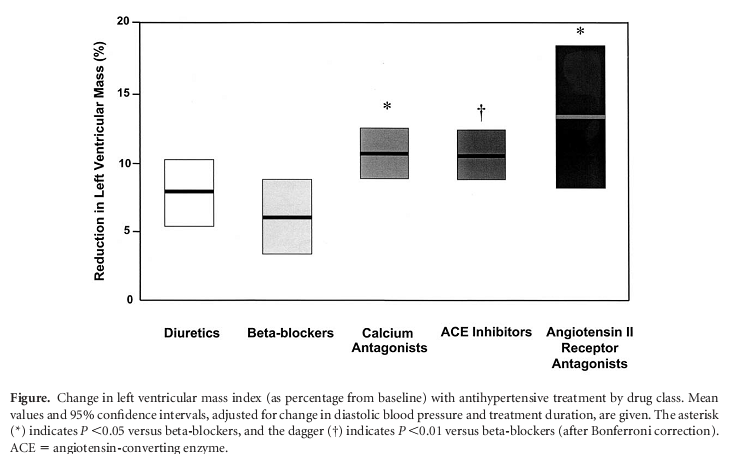 Reduction in Left Ventricular Mass (%)
20
15
10
5
0
*
†
*
Diuretics
Beta-blockers
Calcium
Antagonists
ACE Inhibitors
Angiotensin II
Receptor
Antagonists
Figure. Change in left ventricular mass index (as percentage from baseline) with antihypertensive treatment by drug class. Mean
values and 95% confidence intervals, adjusted for change in diastolic blood pressure and treatment duration, are given. The asterisk
(*) indicates P <0.05 versus beta-blockers, and the dagger (†) indicates P <0.01 versus beta-blockers (after Bonferroni correction).
ACE = angiotensin-converting enzyme.